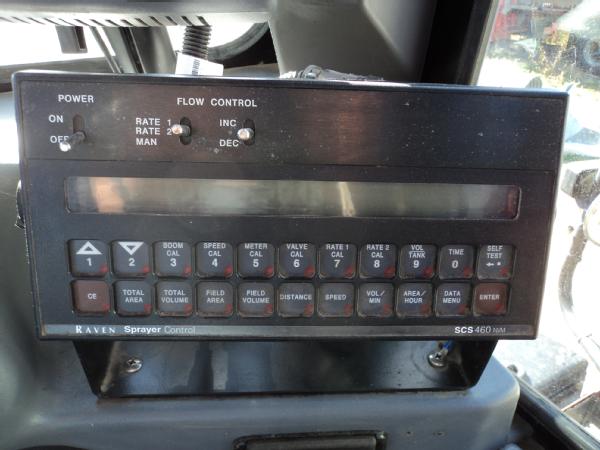 POWER FLOW CONTROL
ON RATE 1 INC
OFF RATE 2
MAN DEC
BOOM CAL SPEED CAL METER CAL VALVE CAL RATE 1 CAL RATE 2 CAL VOL TANK TIME SELF TEST
1 2 3 4 5 6 7 8 9 0
CE TOTAL AREA TOTAL VOLUME FIELD AREA FIELD VOLUME DISTANCE SPEED VOL/MIN AREA/HOUR DATA MENU ENTER
RAVEN Sprayer Control SCS 460